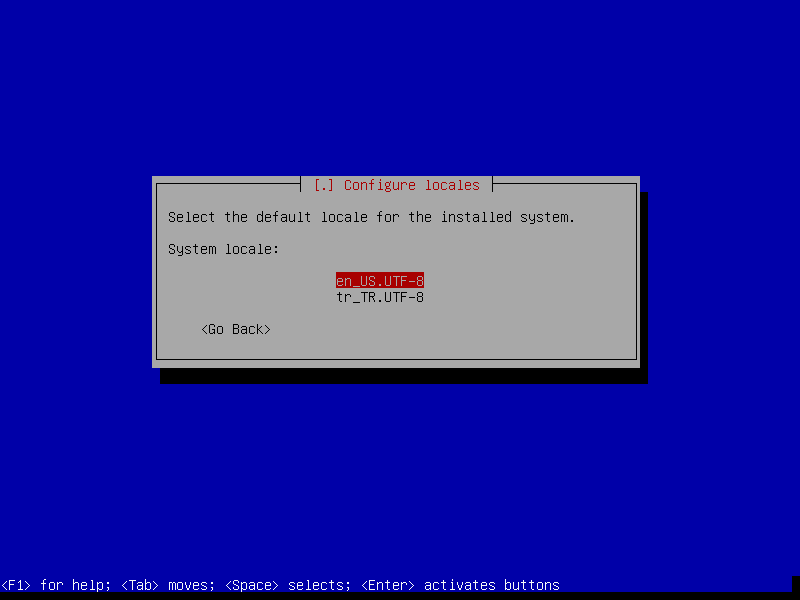 [.] Configure locales
Select the default locale for the installed system.
System locale:
en_US.UTF-8
tr_TR.UTF-8
<Go Back>
<F1> for help; <Tab> moves; <Space> selects; <Enter> activates buttons